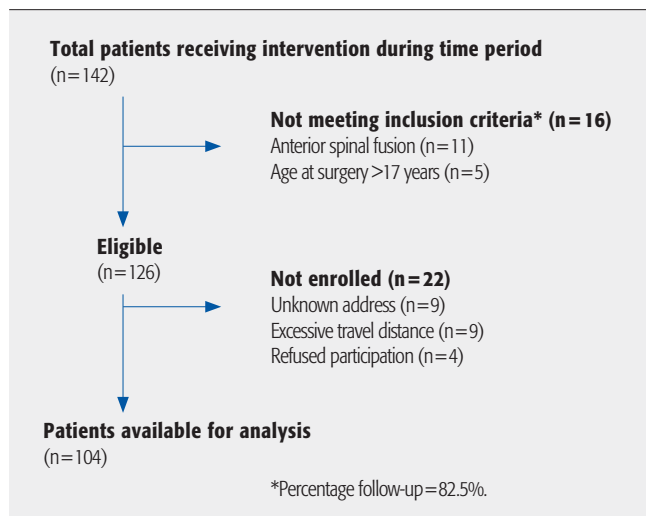 Total patients receiving intervention during time period
(n=142)
Not meeting inclusion criteria* (n=16)
Anterior spinal fusion (n=11)
Age at surgery >17 years (n=5)
Eligible
(n=126)
Not enrolled (n=22)
Unknown address (n=9)
Excessive travel distance (n=9)
Refused participation (n=4)
Patients available for analysis
(n=104)
*Percentage follow-up=82.5%.